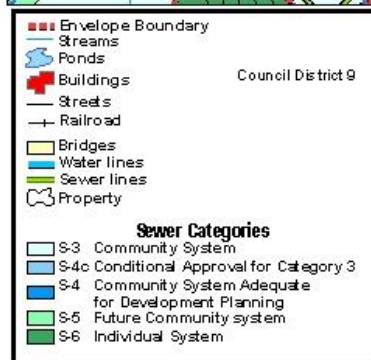 Envelope Boundary
Streams
Ponds
Buildings
Council District 9
Streets
Railroad
Bridges
Water lines
Sewer lines
Property
Sewer Categories
S-3 Community System
S-4c Conditional Approval for Category 3
S-4 Community System Adequate
for Development Planning
S-5 Future Community system
S-6 Individual System